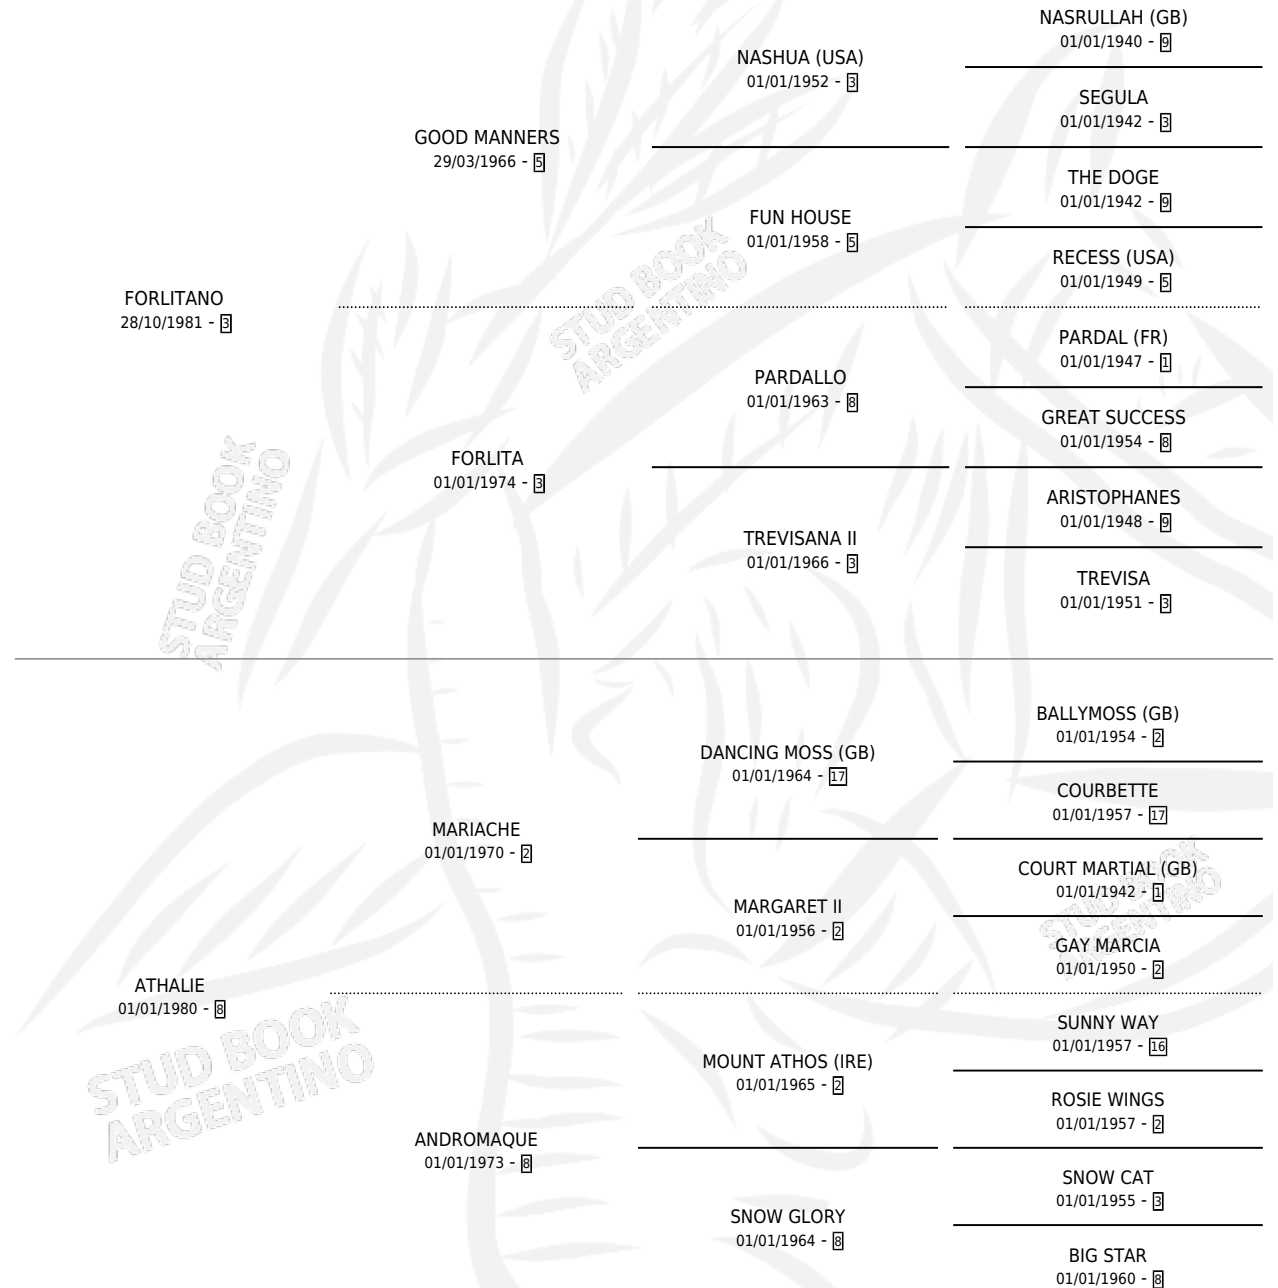 NASRULLAH (GB)
01/01/1940 - 9
NASHUA (USA)
01/01/1952 - 3
SEGULA
01/01/1942 - 3
GOOD MANNERS
29/03/1966 - 5
THE DOGE
01/01/1942 - 9
FUN HOUSE
01/01/1958 - 5
RECESS (USA)
01/01/1949 - 5
FORLITANO
28/10/1981 - 3
PARDAL (FR)
01/01/1947 - 1
PARDALLO
01/01/1963 - 8
GREAT SUCCESS
01/01/1954 - 8
FORLITA
01/01/1974 - 3
ARISTOPHANES
01/01/1948 - 9
TREVISANA II
01/01/1966 - 3
TREVISA
01/01/1951 - 3
BALLYMOSS (GB)
01/01/1954 - 2
DANCING MOSS (GB)
01/01/1964 - 17
COURBETTE
01/01/1957 - 17
MARIACHE
01/01/1970 - 2
COURT MARTIAL (GB)
01/01/1942 - 1
MARGARET II
01/01/1956 - 2
GAY MARCIA
01/01/1950 - 2
ATHALIE
01/01/1980 - 8
SUNNY WAY
01/01/1957 - 16
MOUNT ATHOS (IRE)
01/01/1965 - 2
ROSIE WINGS
01/01/1957 - 2
ANDROMAQUE
01/01/1973 - 8
SNOW CAT
01/01/1955 - 3
SNOW GLORY
01/01/1964 - 8
BIG STAR
01/01/1960 - 8
STUD BOOK
ARGENTINO
STUD BOOK
ARGENTINO
STUD BOOK
ARGENTINO
STUD BOOK
ARGENTINO